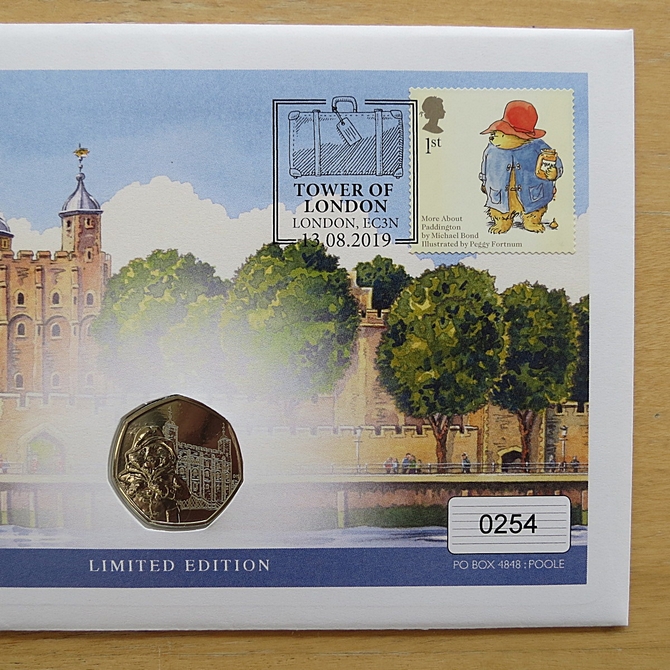 TOWER OF
LONDON
LONDON, EC3N
13.08.2019
1st
More About
Paddington
by Michael Bond
Illustrated by Peggy Fortnum
0254
LIMITED EDITION
PO BOX 4848 : POOLE